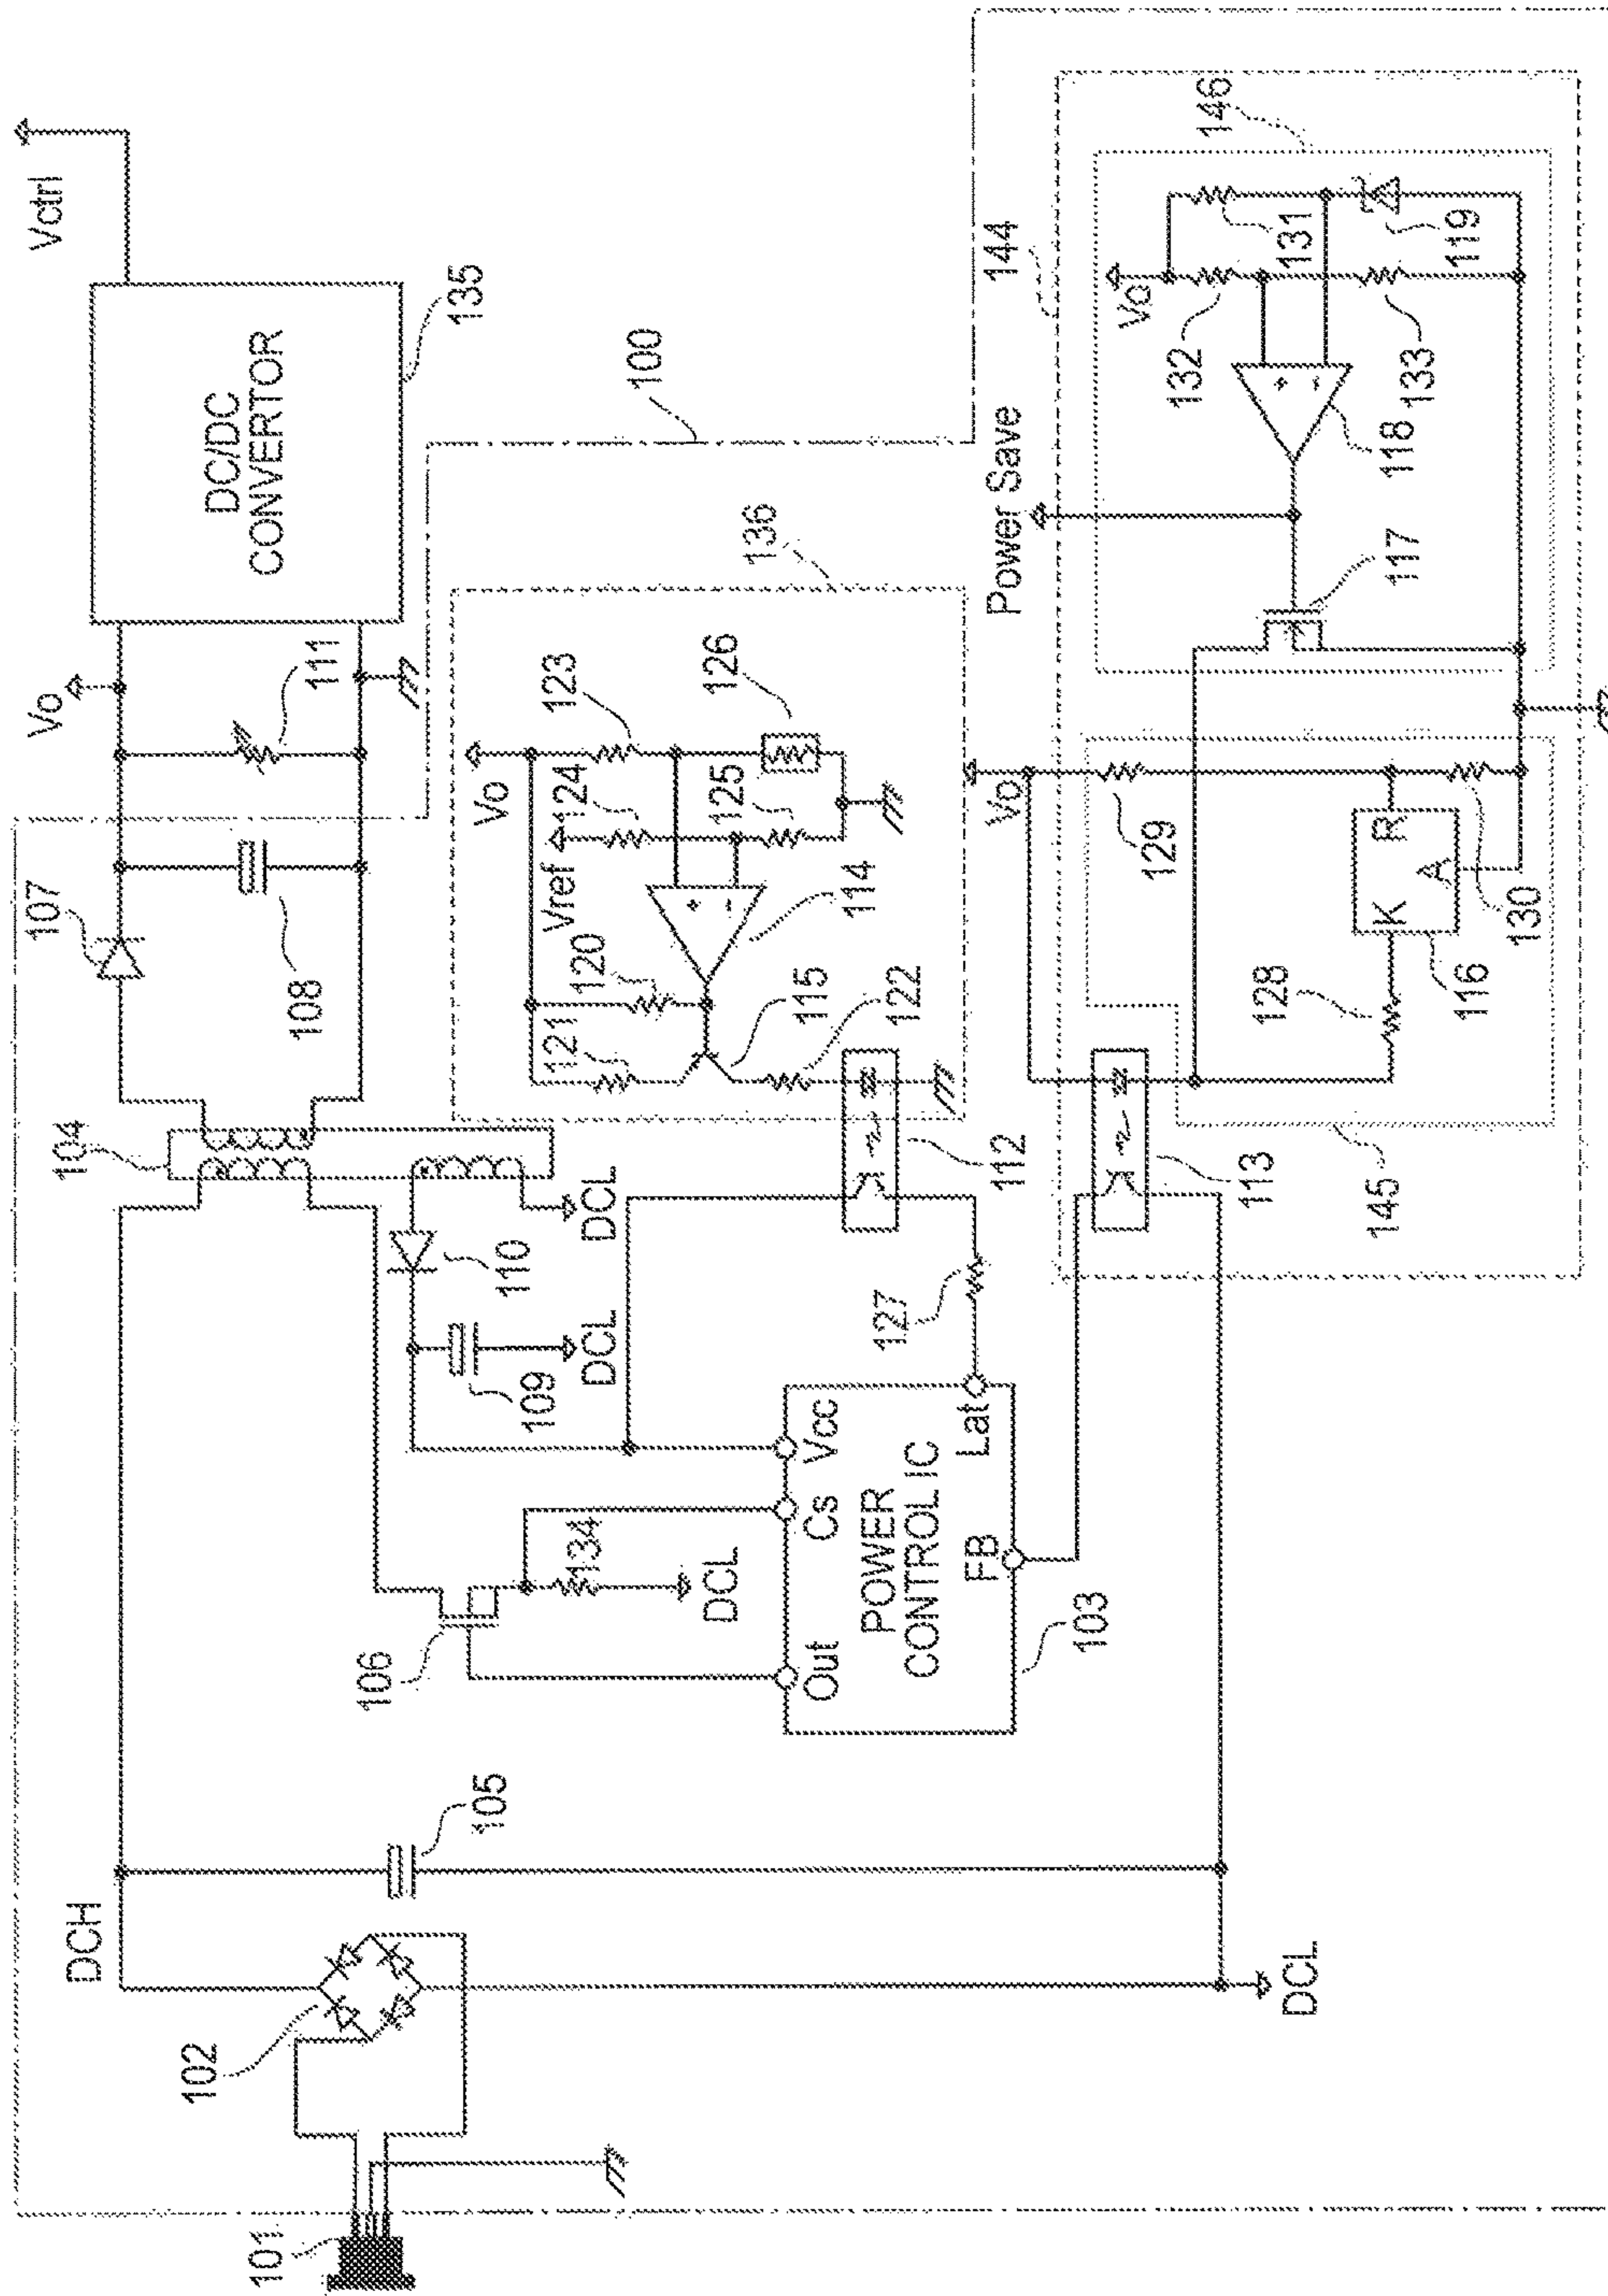 Vctrl
DC/DC
CONVERTOR
135
Vo
111
107
108
100
104
DCH
102
101
105
106
134
DCL
110
109
DCL
DCL
Out
Cs
Vcc
POWER
CONTROL IC
Lat
FB
103
127
136
Vo
123
126
Vref
124
125
120
121
114
115
122
112
DCL
144
146
Power Save
Vo
131
132
119
133
118
117
Vo
129
R
K
A
128
116
130
113
145